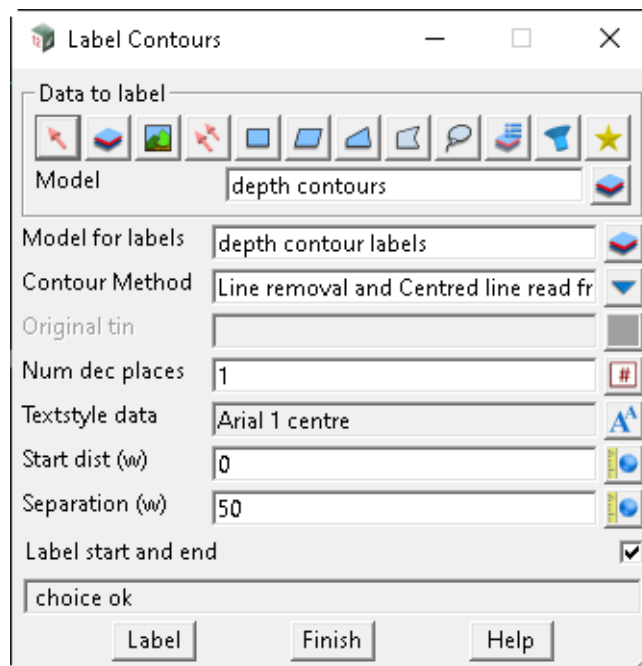 Label Contours
Data to label
Model depth contours
Model for labels depth contour labels
Contour Method Line removal and Centred line read fr
Original tin
Num dec places 1
#
Textstyle data Arial 1 centre
Start dist (w) 0
Separation (w) 50
Label start and end
choice ok
Label Finish Help